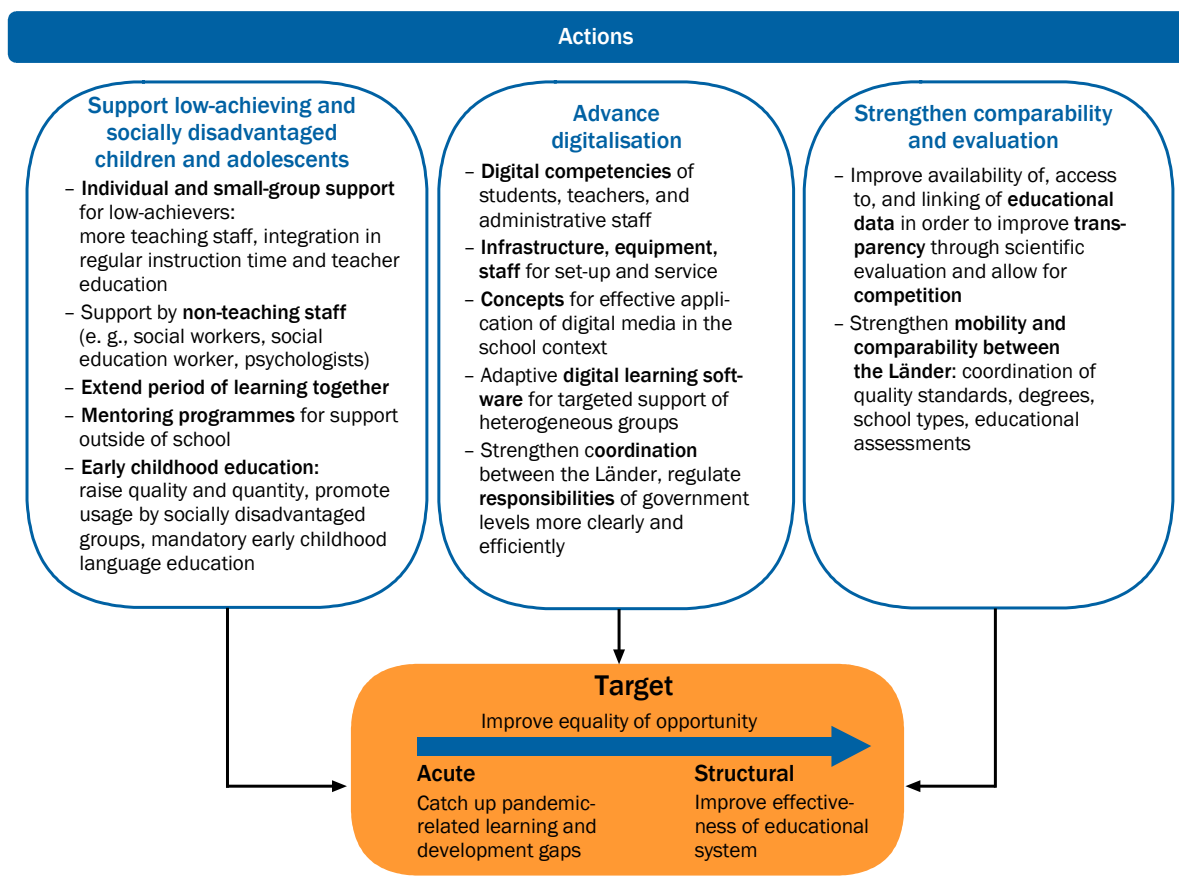 Actions
Support low-achieving and
socially disadvantaged
children and adolescents
– Individual and small-group support
for low-achievers:
more teaching staff, integration in
regular instruction time and teacher
education
– Support by non-teaching staff
(e. g., social workers, social
education worker, psychologists)
– Extend period of learning together
– Mentoring programmes for support
outside of school
– Early childhood education:
raise quality and quantity, promote
usage by socially disadvantaged
groups, mandatory early childhood
language education
Advance
digitalisation
– Digital competencies of
students, teachers, and
administrative staff
– Infrastructure, equipment,
staff for set-up and service
– Concepts for effective appli-
cation of digital media in the
school context
– Adaptive digital learning soft-
ware for targeted support of
heterogeneous groups
– Strengthen coordination
between the Länder, regulate
responsibilities of government
levels more clearly and
efficiently
Strengthen comparability
and evaluation
– Improve availability of, access
to, and linking of educational
data in order to improve trans-
parency through scientific
evaluation and allow for
competition
– Strengthen mobility and
comparability between
the Länder: coordination of
quality standards, degrees,
school types, educational
assessments
Target
Improve equality of opportunity
Acute
Catch up pandemic-
related learning and
development gaps
Structural
Improve effective-
ness of educational
system